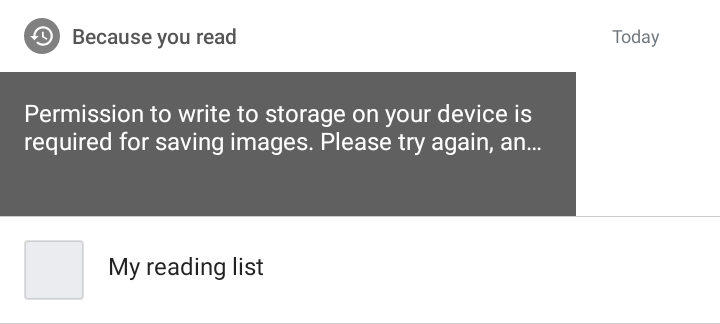 Because you read
Today
Permission to write to storage on your device is
required for saving images. Please try again, an...
My reading list